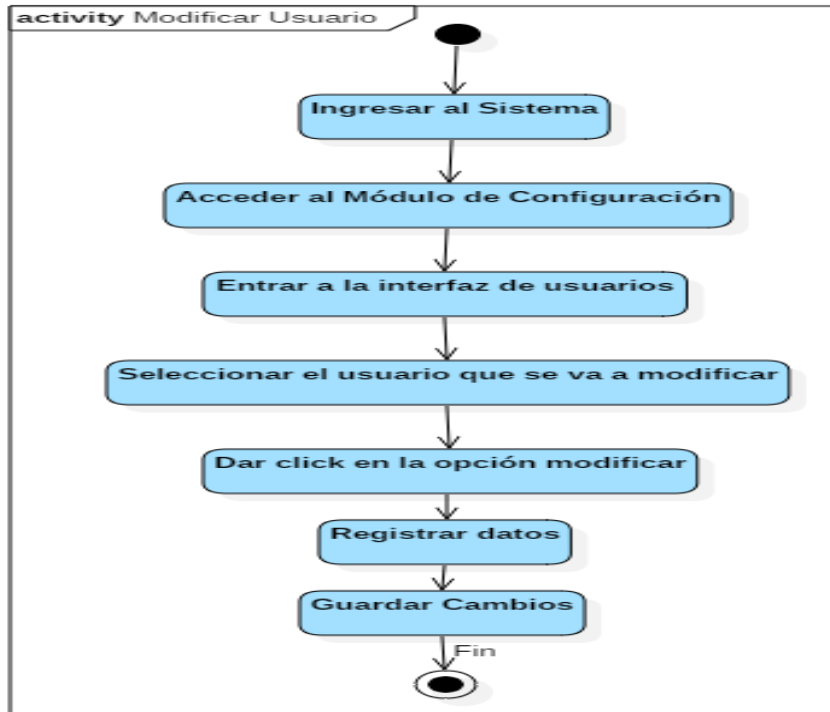 activity Modificar Usuario
Ingresar al Sistema
Acceder al Módulo de Configuración
Entrar a la interfaz de usuarios
Seleccionar el usuario que se va a modificar
Dar click en la opción modificar
Registrar datos
Guardar Cambios
Fin